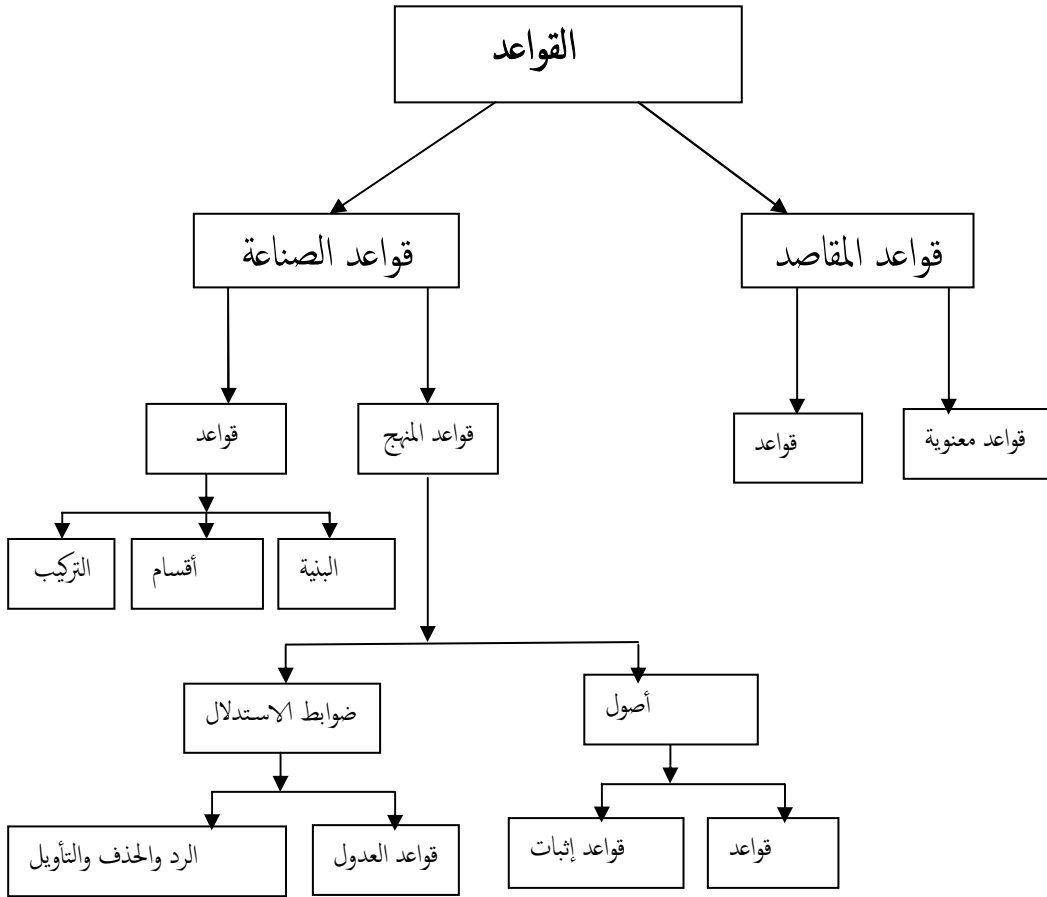 القواعد
قواعد المقاصد
قواعد الصناعة
قواعد معنوية
قواعد
قواعد المنهج
قواعد
البنية
أقسام
التركيب
أصول
ضوابط الاستدلال
قواعد
قواعد إثبات
قواعد العدول
الرد والحذف والتأويل